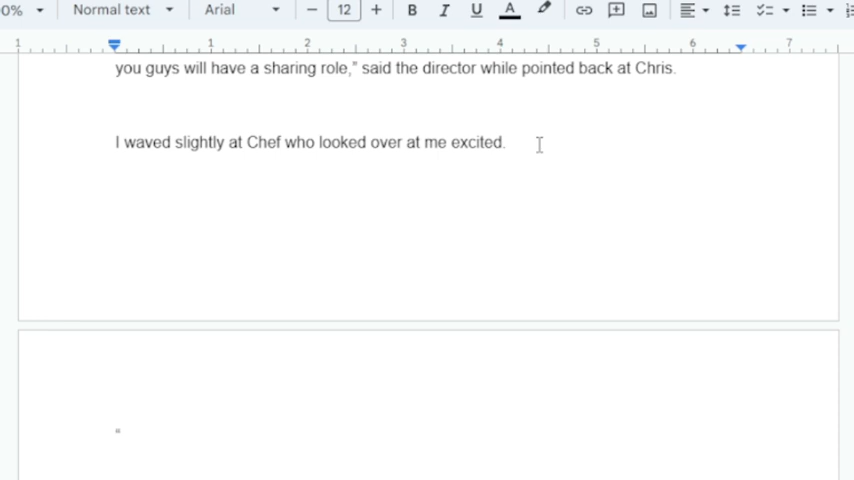 0% Normal text Arial 12 B I U A
1 1 2 3 4 5 6 7
you guys will have a sharing role,” said the director while pointed back at Chris.
I waved slightly at Chef who looked over at me excited.
“